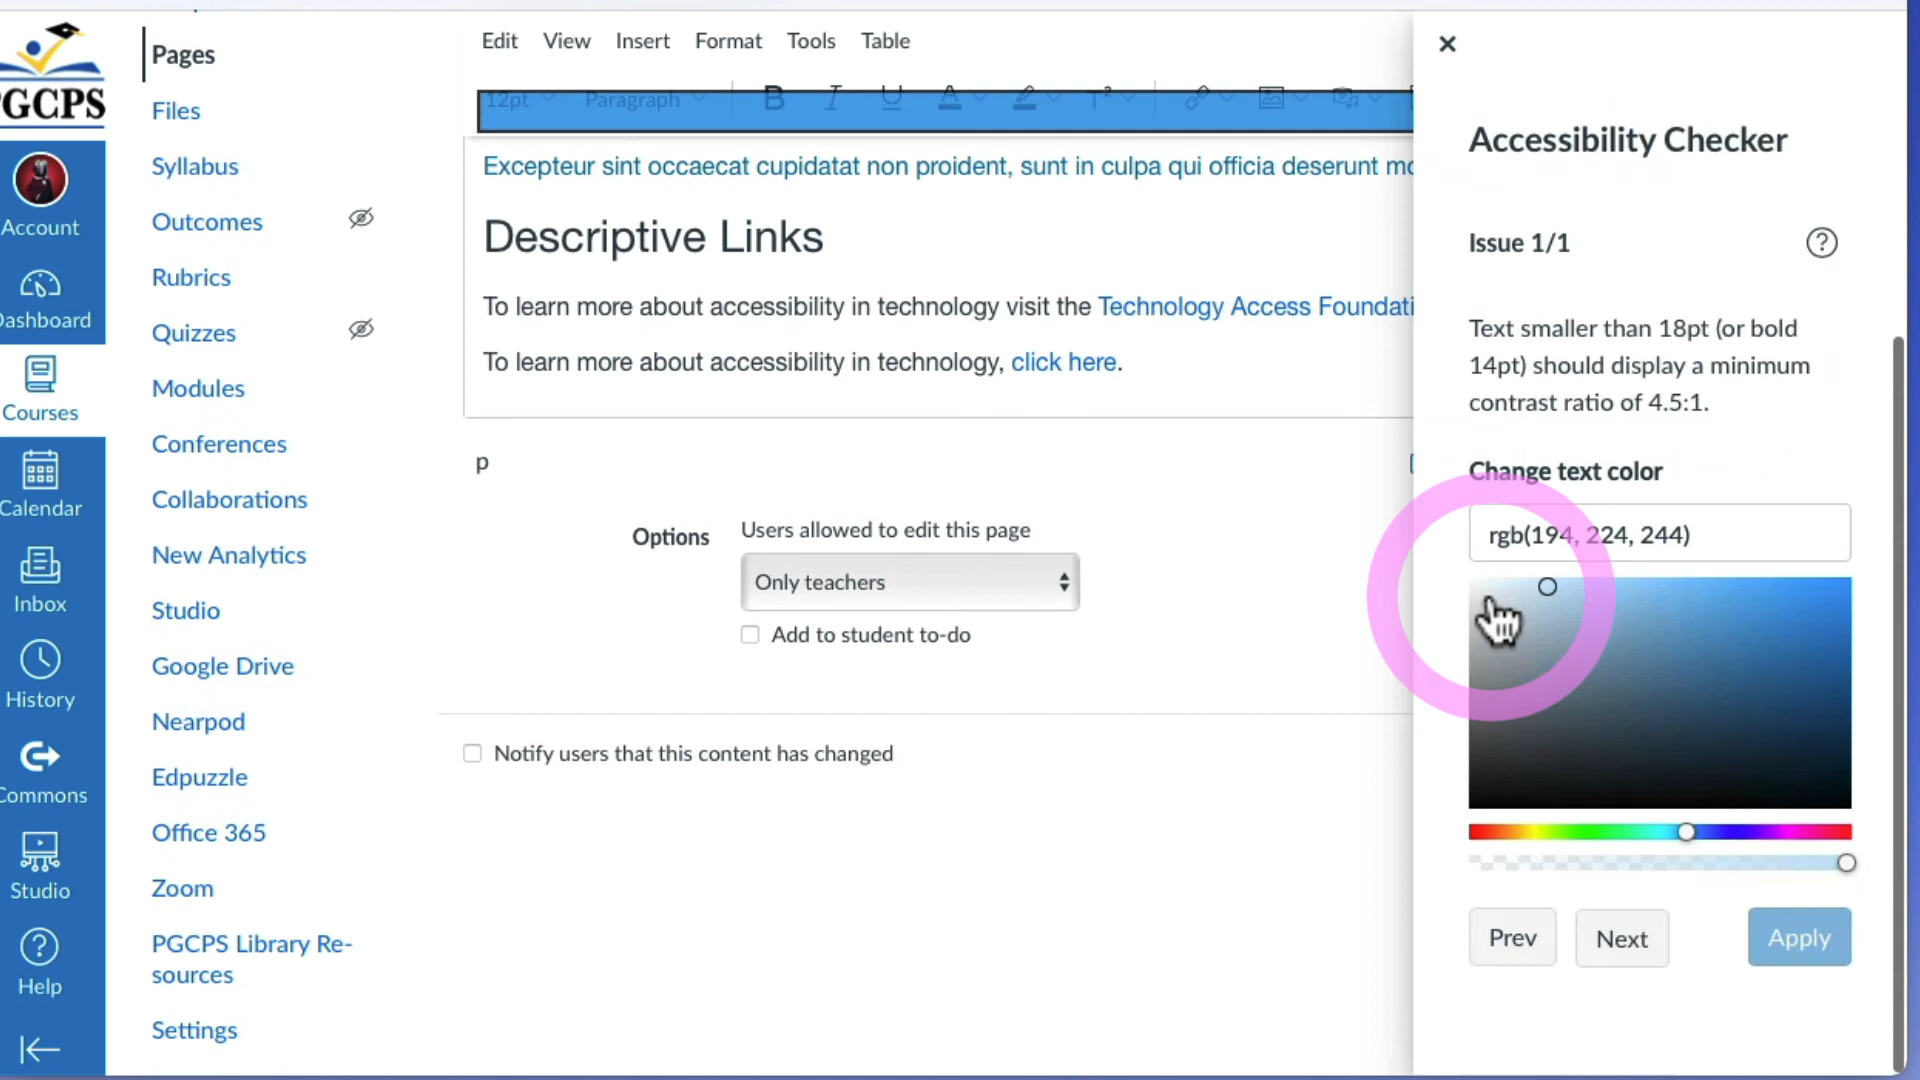 PGCPS
Account
Dashboard
Courses
Calendar
Inbox
History
Commons
Studio
Help
Pages
Files
Syllabus
Outcomes
Rubrics
Quizzes
Modules
Conferences
Collaborations
New Analytics
Studio
Google Drive
Nearpod
Edpuzzle
Office 365
Zoom
PGCPS Library Re-
sources
Settings
Edit View Insert Format Tools Table
12pt Paragraph B I U A T²
Excepteur sint occaecat cupidatat non proident, sunt in culpa qui officia deserunt mo
Descriptive Links
To learn more about accessibility in technology visit the Technology Access Foundati
To learn more about accessibility in technology, click here.
p
Options
Users allowed to edit this page
Only teachers
Add to student to-do
Notify users that this content has changed
Accessibility Checker
Issue 1/1
Text smaller than 18pt (or bold
14pt) should display a minimum
contrast ratio of 4.5:1.
Change text color
rgb(194, 224, 244)
Prev Next Apply